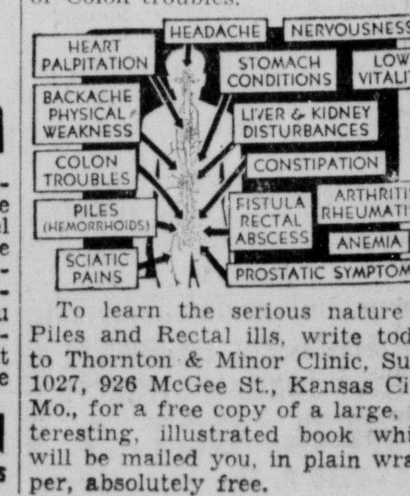 or Colon troubles.
HEADACHE
NERVOUSNESS
HEART
PALPITATION
STOMACH
CONDITIONS
LOW
VITALI
BACKACHE
PHYSICAL
WEAKNESS
LIVER & KIDNEY
DISTURBANCES
COLON
TROUBLES
CONSTIPATION
PILES
(HEMORRHOIDS)
FISTULA
RECTAL
ABSCESS
ARTHRITI
RHEUMATI
ANEMIA
SCIATIC
PAINS
PROSTATIC SYMPTOM
To learn the serious nature
Piles and Rectal ills, write tod
to Thornton & Minor Clinic, Su
1027, 926 McGee St., Kansas Ci
Mo., for a free copy of a large,
teresting, illustrated book whi
will be mailed you, in plain wra
per, absolutely free.